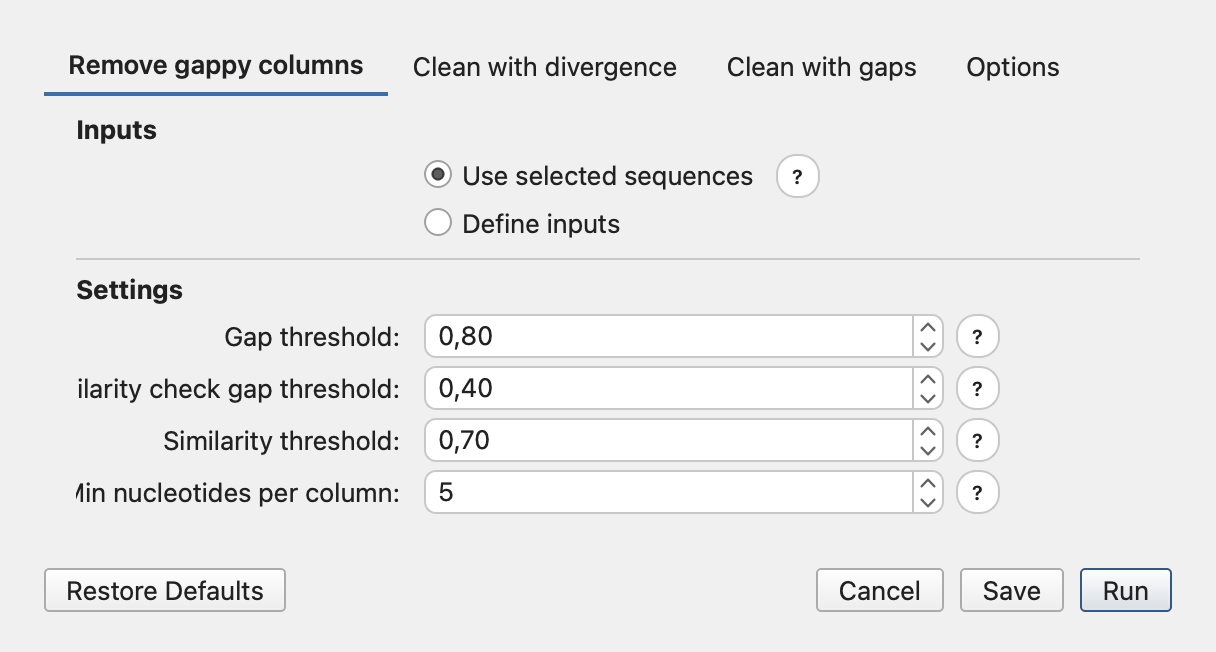 Remove gappy columns Clean with divergence Clean with gaps Options
Inputs
Use selected sequences ?
Define inputs
Settings
Gap threshold: 0,80 ?
ilarity check gap threshold: 0,40 ?
Similarity threshold: 0,70 ?
Min nucleotides per column: 5 ?
Restore Defaults Cancel Save Run